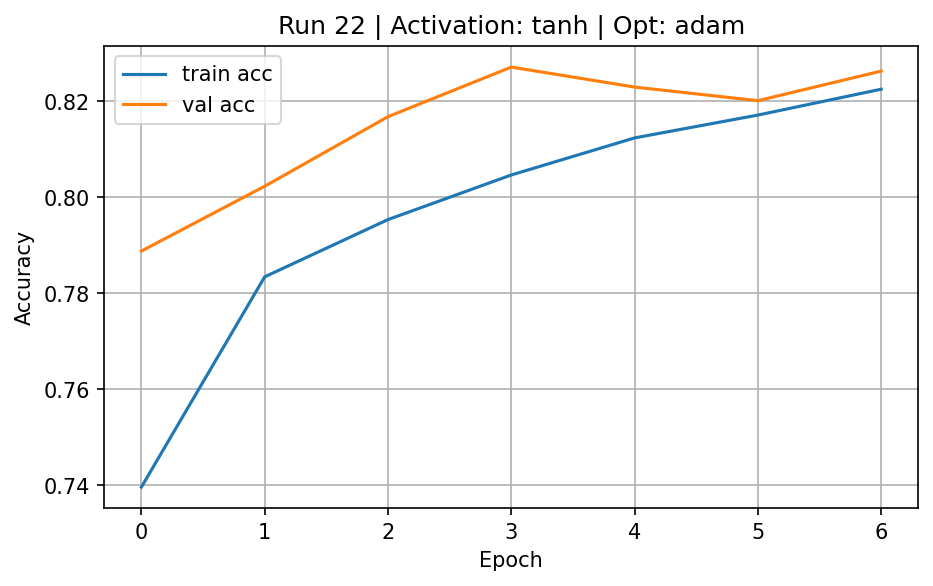 Run 22 | Activation: tanh | Opt: adam
train acc
val acc
0.82
0.80
0.78
0.76
0.74
Accuracy
0 1 2 3 4 5 6
Epoch